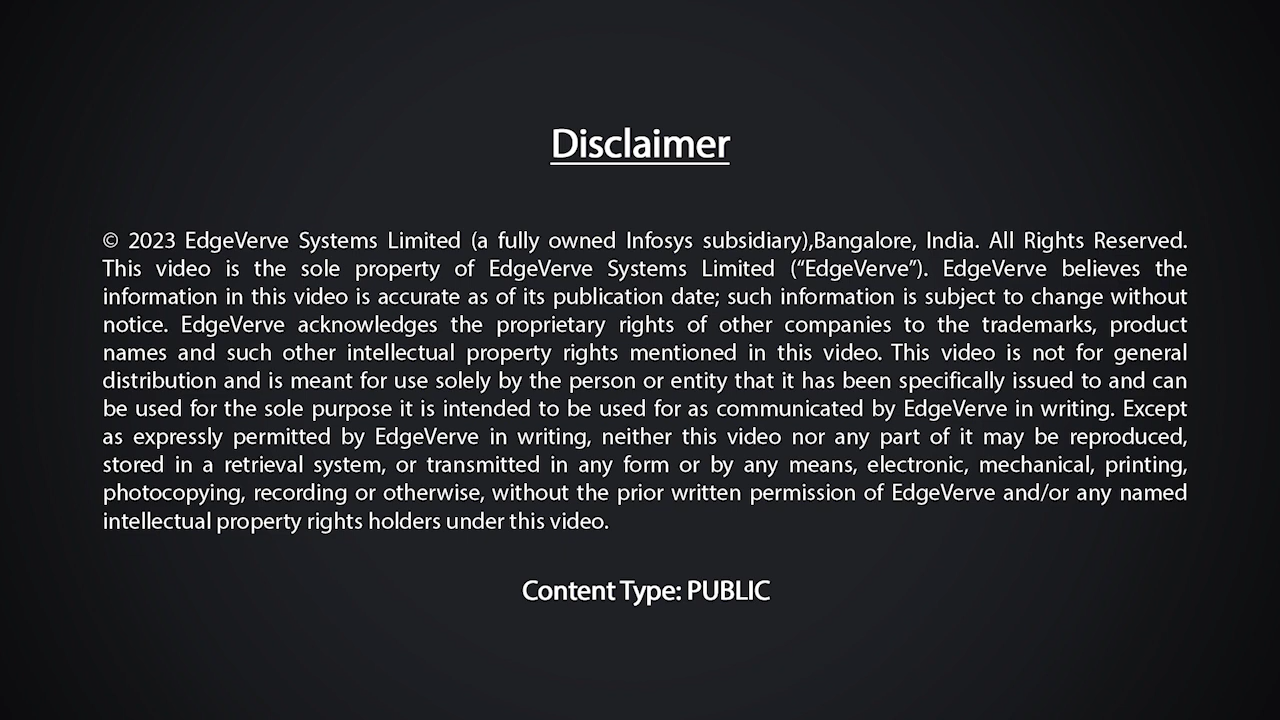 Disclaimer
© 2023 EdgeVerve Systems Limited (a fully owned Infosys subsidiary),Bangalore, India. All Rights Reserved.
This video is the sole property of EdgeVerve Systems Limited (“EdgeVerve”). EdgeVerve believes the
information in this video is accurate as of its publication date; such information is subject to change without
notice. EdgeVerve acknowledges the proprietary rights of other companies to the trademarks, product
names and such other intellectual property rights mentioned in this video. This video is not for general
distribution and is meant for use solely by the person or entity that it has been specifically issued to and can
be used for the sole purpose it is intended to be used for as communicated by EdgeVerve in writing. Except
as expressly permitted by EdgeVerve in writing, neither this video nor any part of it may be reproduced,
stored in a retrieval system, or transmitted in any form or by any means, electronic, mechanical, printing,
photocopying, recording or otherwise, without the prior written permission of EdgeVerve and/or any named
intellectual property rights holders under this video.
Content Type: PUBLIC